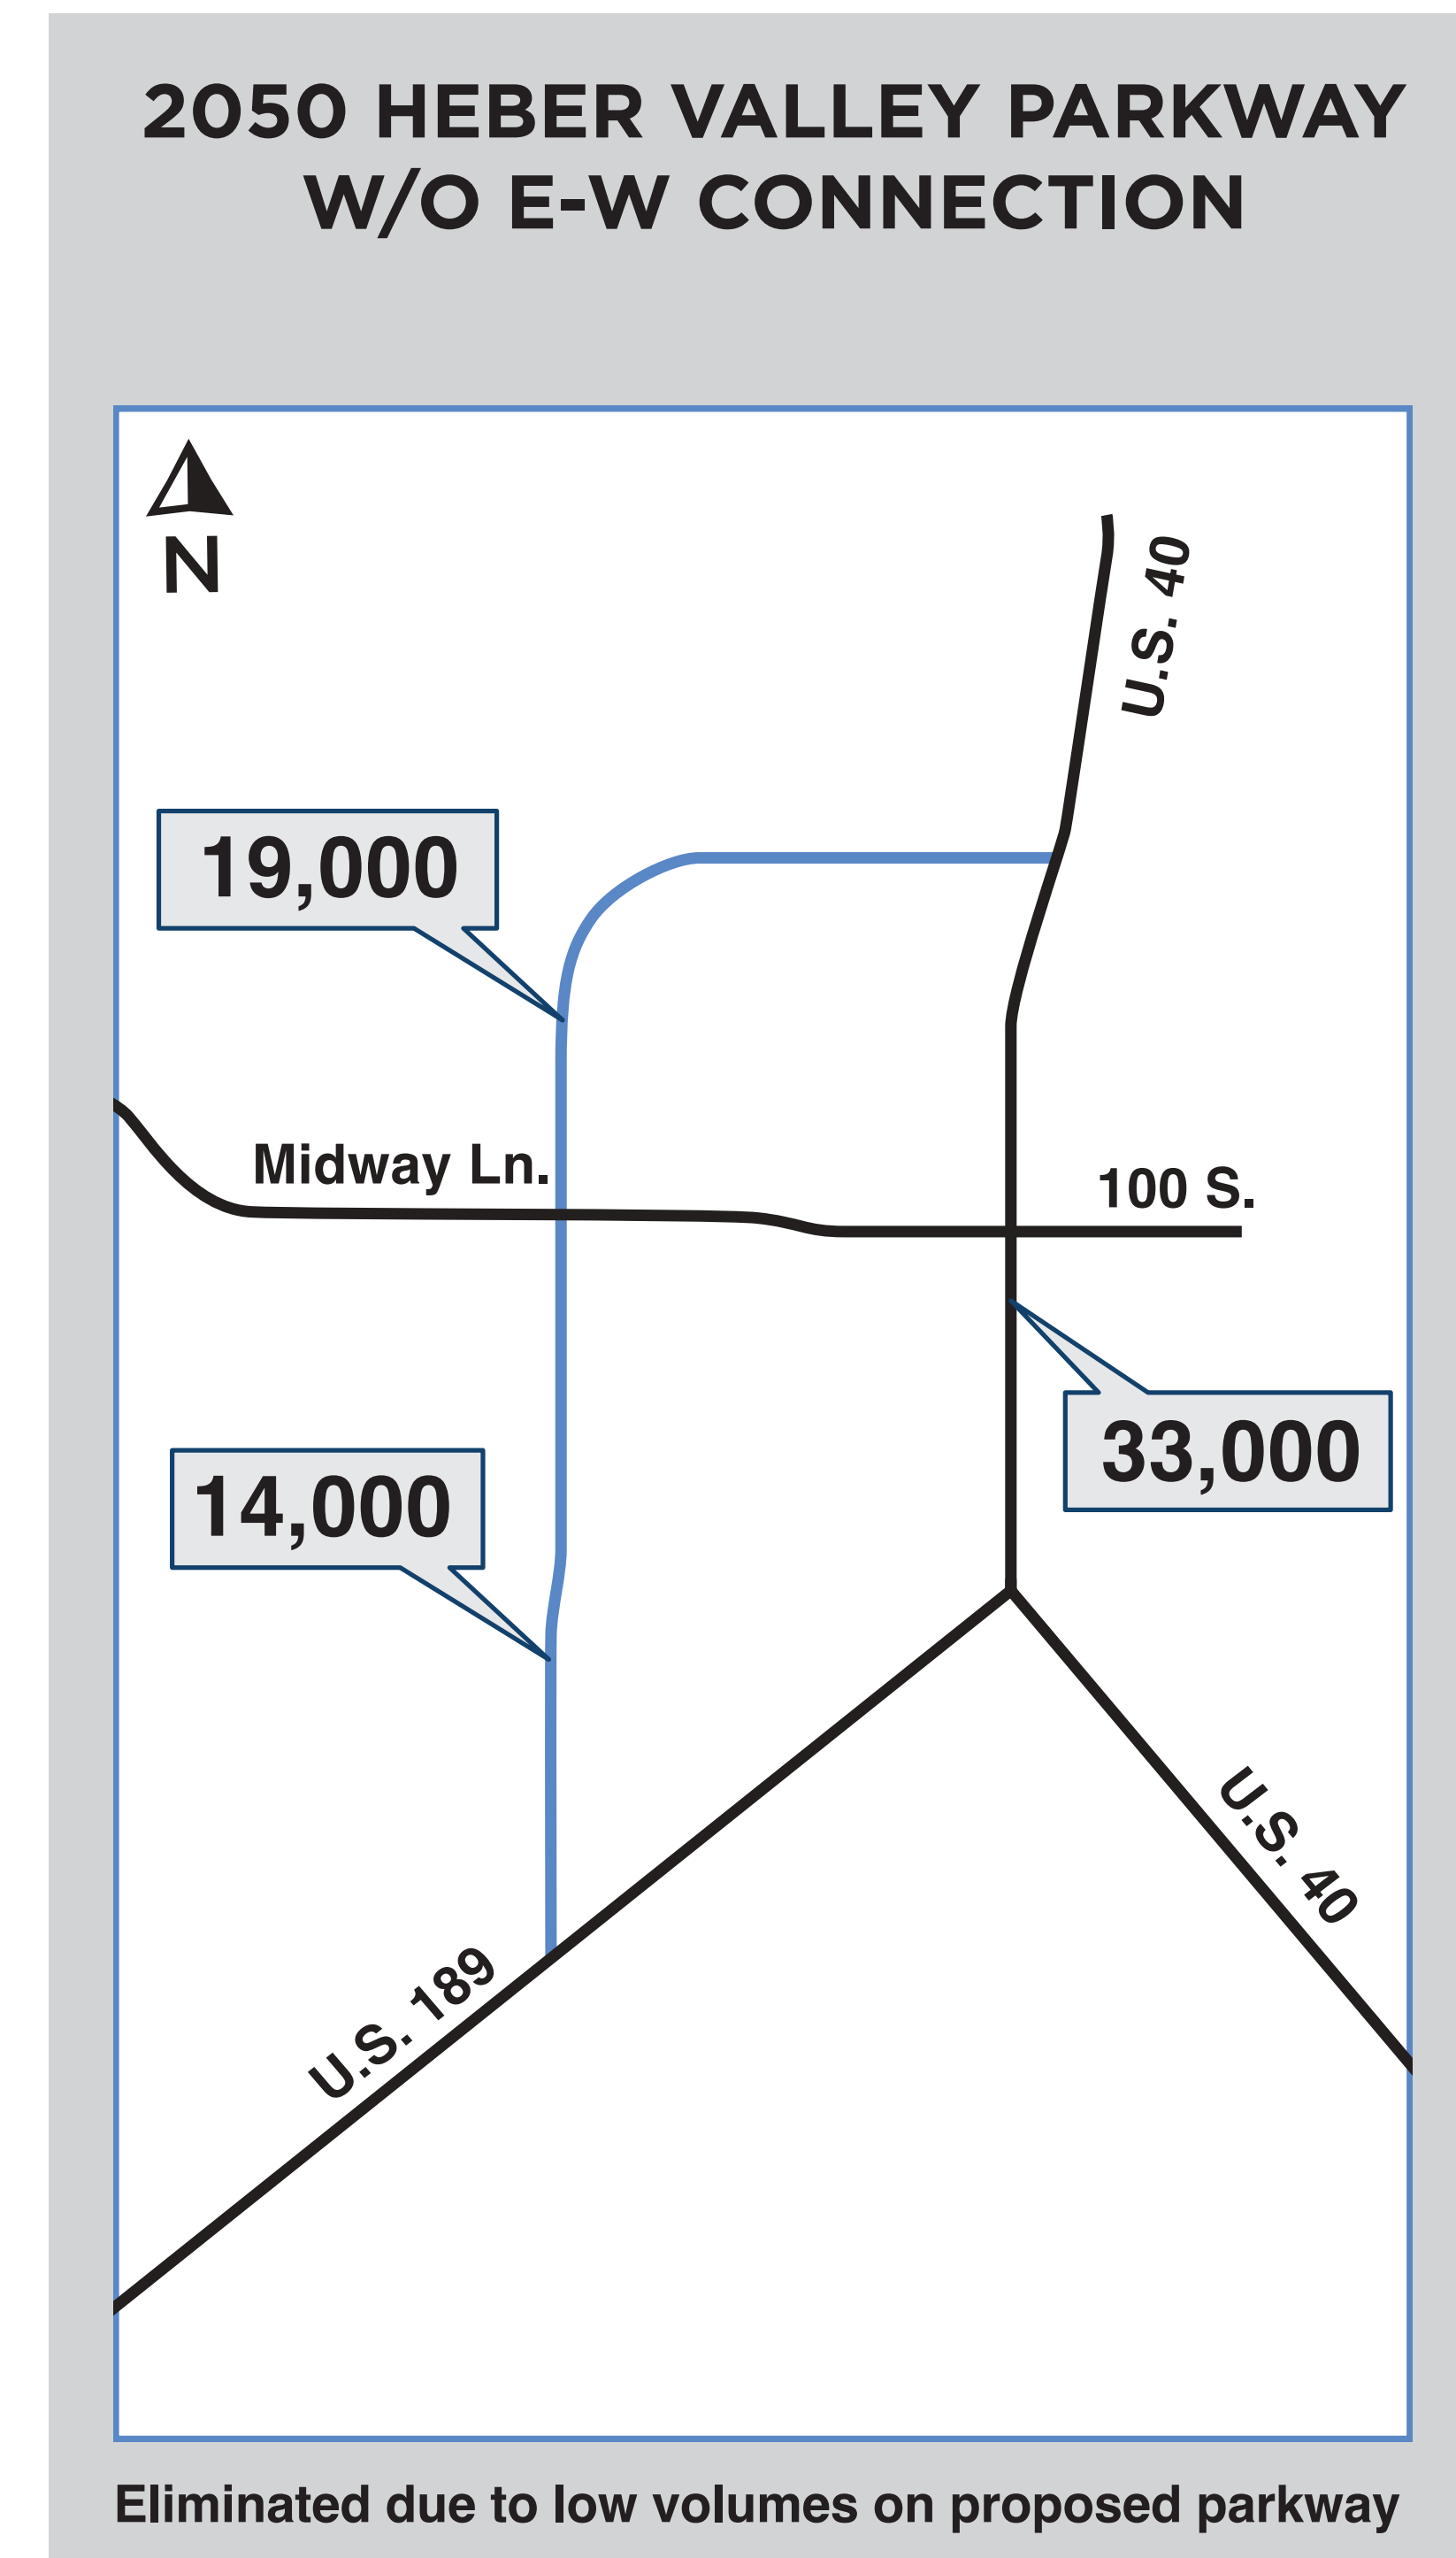 2050 HEBER VALLEY PARKWAY
W/O E-W CONNECTION
N
U.S. 40
19,000
Midway Ln.
100 S.
33,000
14,000
U.S. 40
U.S. 189
Eliminated due to low volumes on proposed parkway